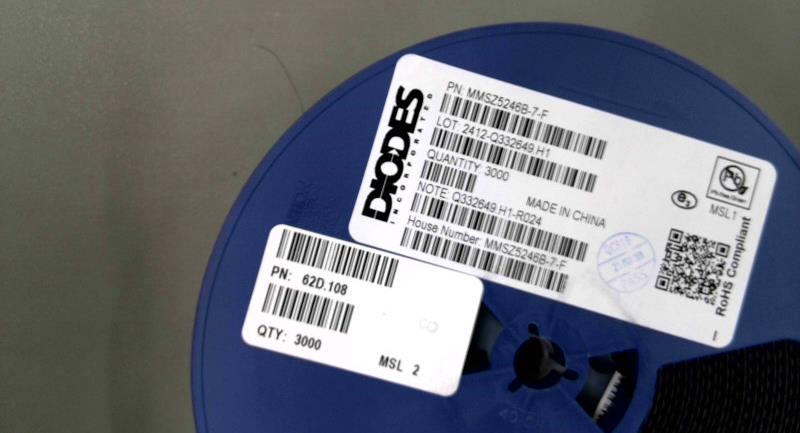 DIODES
INCORPORATED
PN: MMSZ5246B-7-F
LOT: 2412-Q332649.H1
QUANTITY: 3000
MADE IN CHINA
NOTE: Q332649.H1-R024
House Number: MMSZ5246B-7-F
Pb
MSL1
RoHS Compliant
PN: 62D.108
QTY: 3000
MSL 2